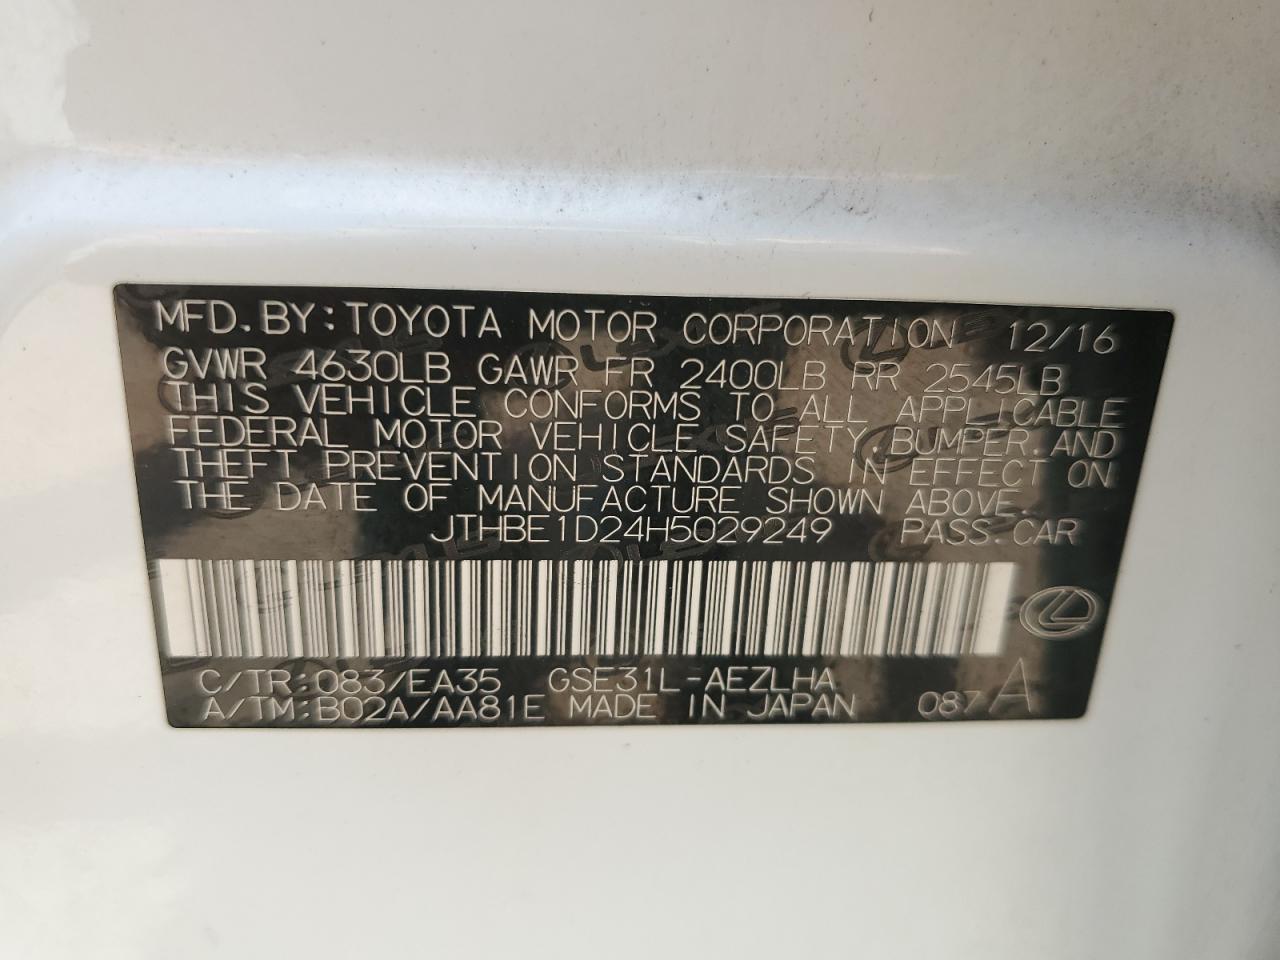 MFD. BY: TOYOTA MOTOR CORPORATION 12/16
GVWR 4630LB GAWR FR 2400LB RR 2545LB
THIS VEHICLE CONFORMS TO ALL APPLICABLE
FEDERAL MOTOR VEHICLE SAFETY, BUMPER, AND
THEFT PREVENTION STANDARDS IN EFFECT ON
THE DATE OF MANUFACTURE SHOWN ABOVE.
JTHBE1D24H5029249 PASS. CAR
C/TR: 083/EA35 GSE31L-AEZLHA
A/TM: B02A/AA81E MADE IN JAPAN 087 A